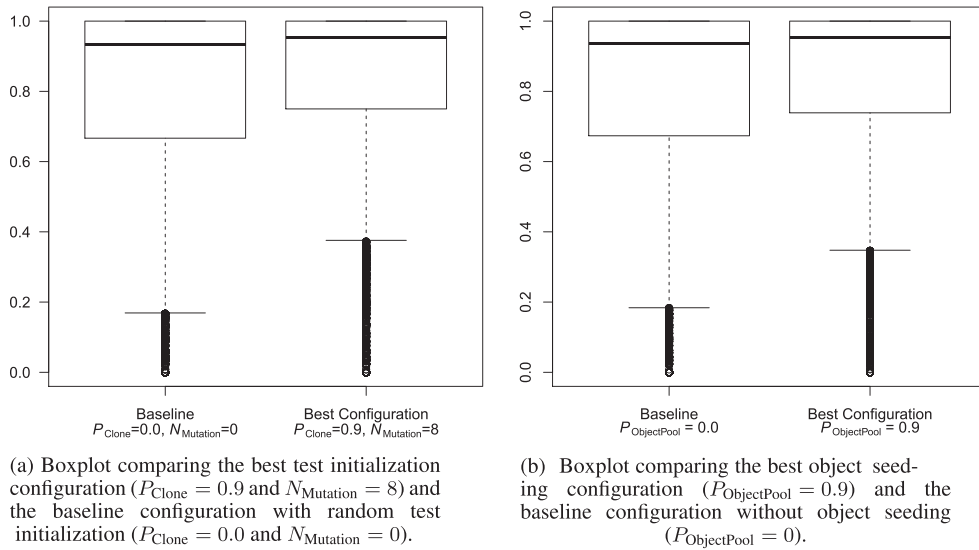 1.0
0.8
0.6
0.4
0.2
0.0
Baseline
P_Clone=0.0, N_Mutation=0
Best Configuration
P_Clone=0.9, N_Mutation=8
(a) Boxplot comparing the best test initialization
configuration (P_Clone = 0.9 and N_Mutation = 8) and
the baseline configuration with random test
initialization (P_Clone = 0.0 and N_Mutation = 0).
1.0
0.8
0.6
0.4
0.2
0.0
Baseline
P_ObjectPool = 0.0
Best Configuration
P_ObjectPool = 0.9
(b) Boxplot comparing the best object seed-
ing configuration (P_ObjectPool = 0.9) and the
baseline configuration without object seeding
(P_ObjectPool = 0).